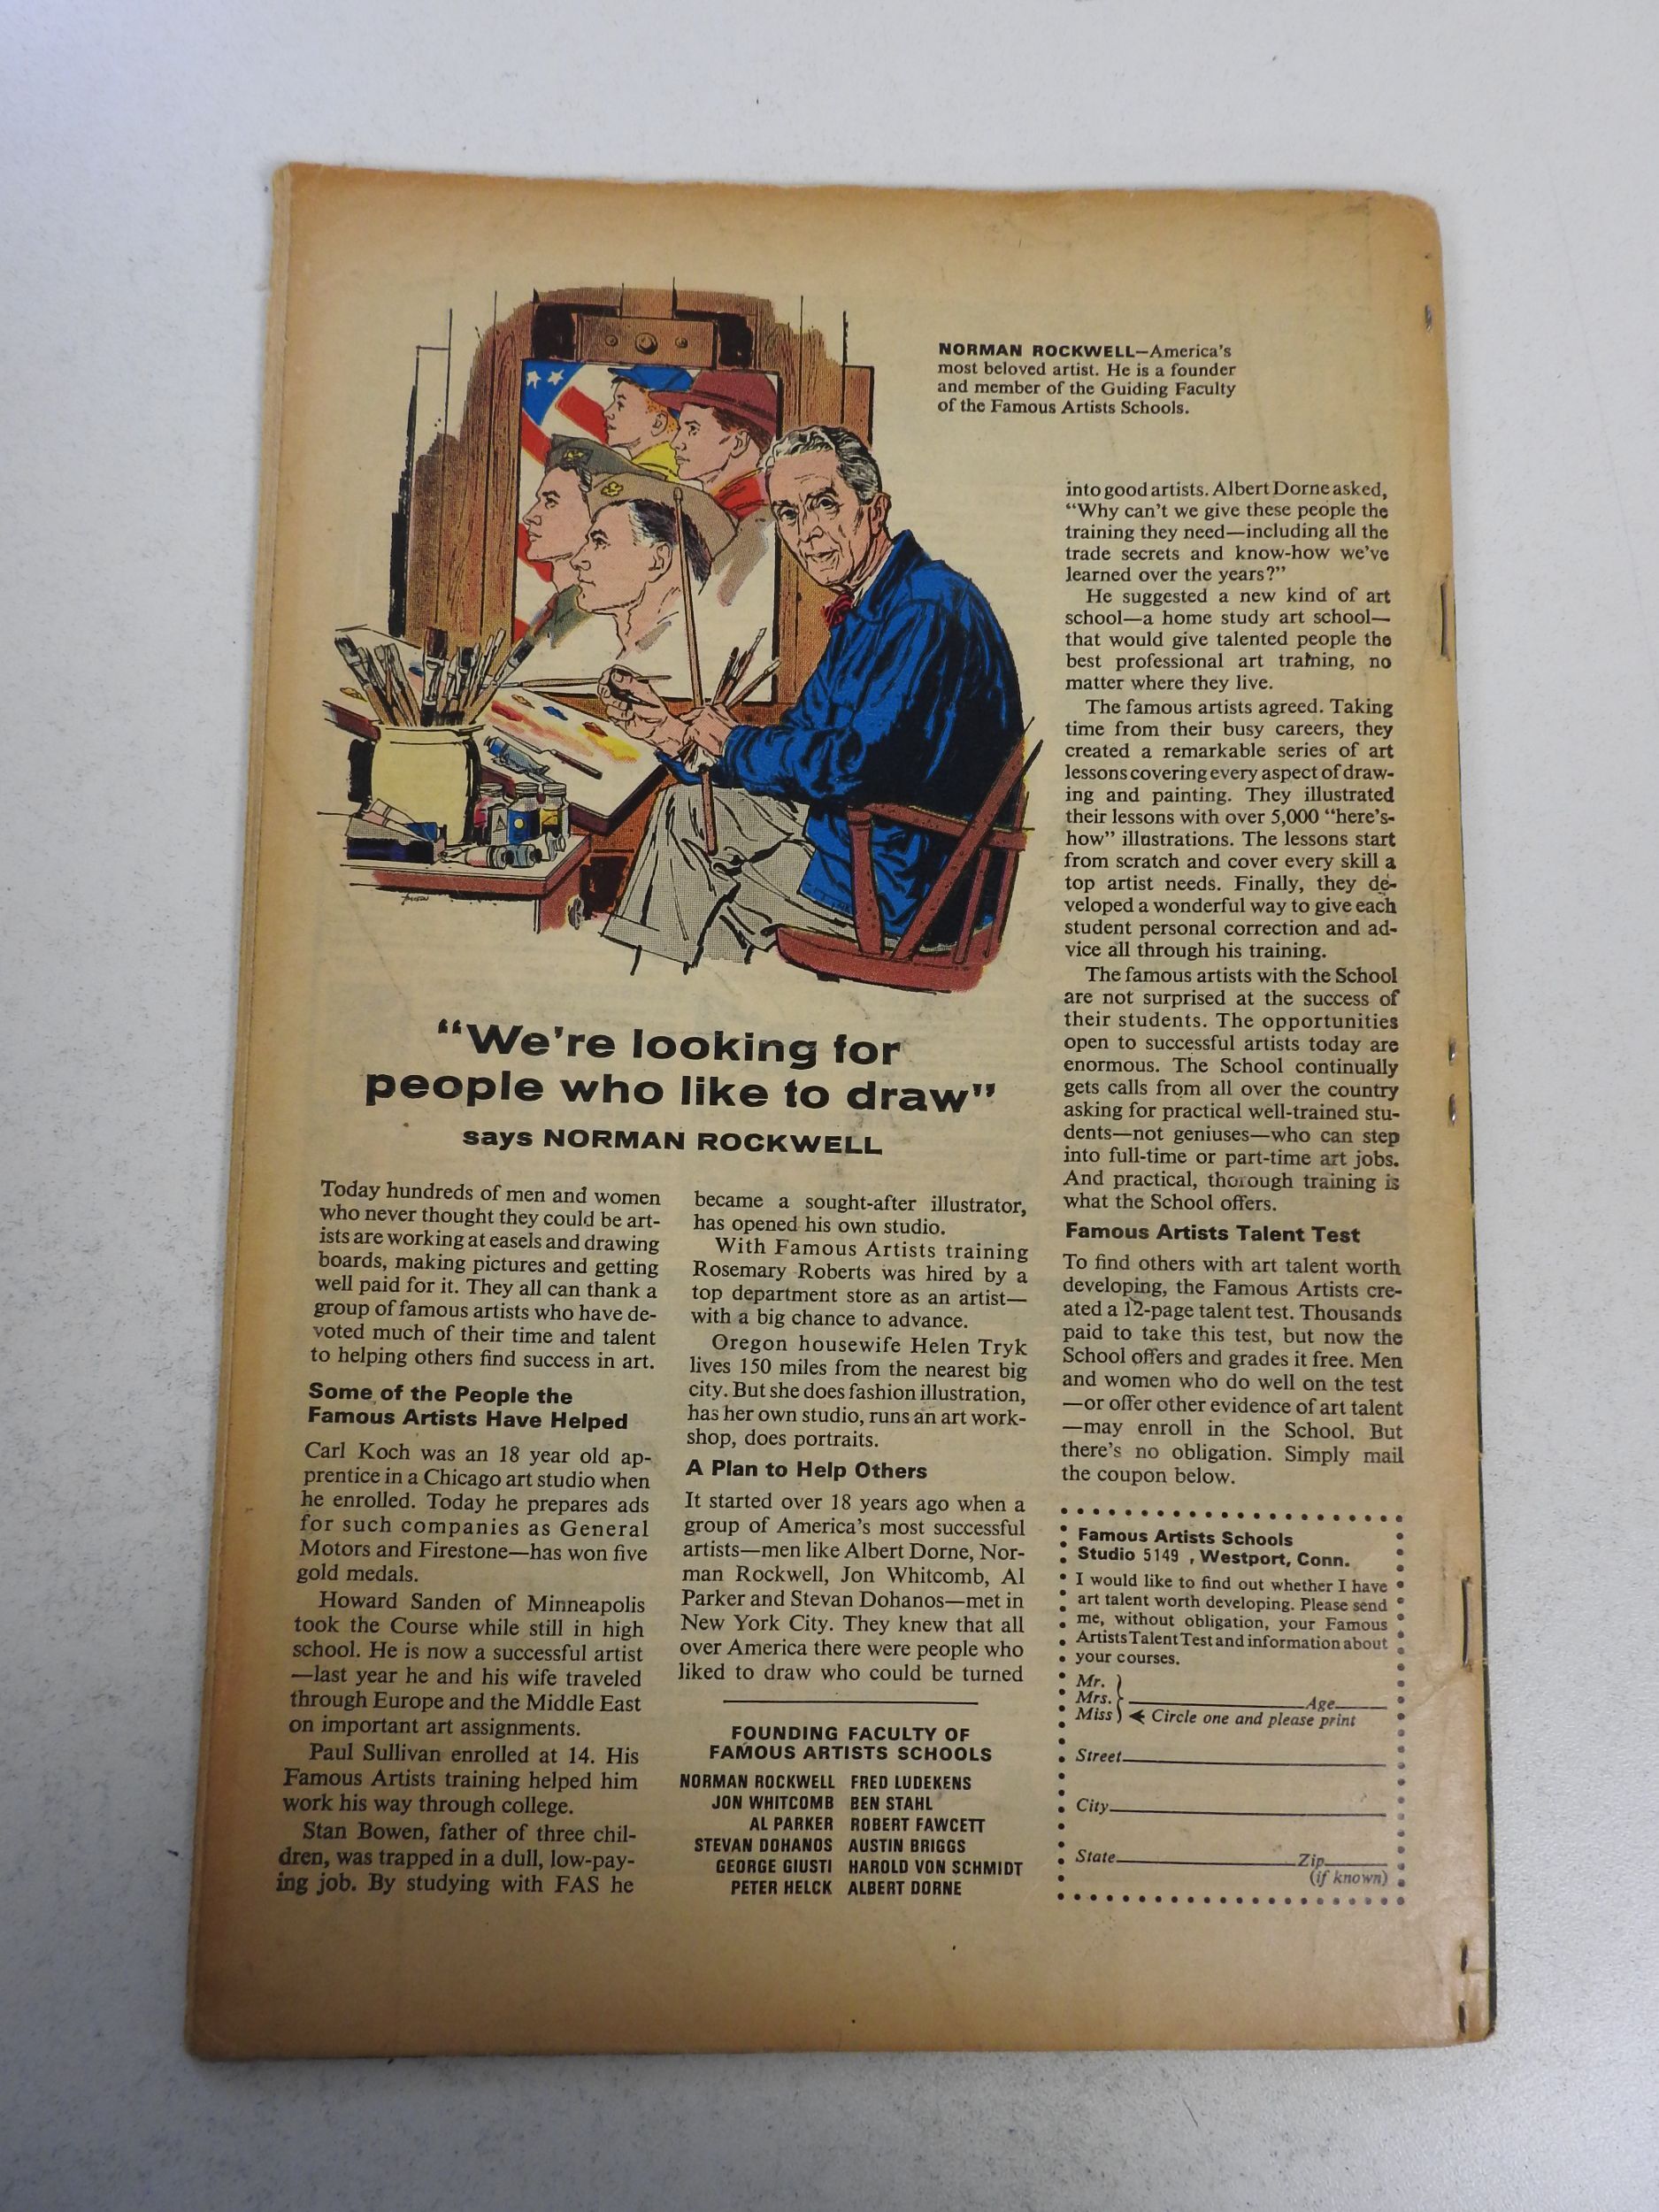 NORMAN ROCKWELL—America's
most beloved artist. He is a founder
and member of the Guiding Faculty
of the Famous Artists Schools.
"We're looking for
people who like to draw"
says NORMAN ROCKWELL
Today hundreds of men and women
who never thought they could be art-
ists are working at easels and drawing
boards, making pictures and getting
well paid for it. They all can thank a
group of famous artists who have de-
voted much of their time and talent
to helping others find success in art.
Some of the People the
Famous Artists Have Helped
Carl Koch was an 18 year old ap-
prentice in a Chicago art studio when
he enrolled. Today he prepares ads
for such companies as General
Motors and Firestone—has won five
gold medals.
Howard Sanden of Minneapolis
took the Course while still in high
school. He is now a successful artist
—last year he and his wife traveled
through Europe and the Middle East
on important art assignments.
Paul Sullivan enrolled at 14. His
Famous Artists training helped him
work his way through college.
Stan Bowen, father of three chil-
dren, was trapped in a dull, low-pay-
ing job. By studying with FAS he
became a sought-after illustrator,
has opened his own studio.
With Famous Artists training
Rosemary Roberts was hired by a
top department store as an artist—
with a big chance to advance.
Oregon housewife Helen Tryk
lives 150 miles from the nearest big
city. But she does fashion illustration,
has her own studio, runs an art work-
shop, does portraits.
A Plan to Help Others
It started over 18 years ago when a
group of America's most successful
artists—men like Albert Dorne, Nor-
man Rockwell, Jon Whitcomb, Al
Parker and Stevan Dohanos—met in
New York City. They knew that all
over America there were people who
liked to draw who could be turned
FOUNDING FACULTY OF
FAMOUS ARTISTS SCHOOLS
NORMAN ROCKWELL FRED LUDEKENS
JON WHITCOMB BEN STAHL
AL PARKER ROBERT FAWCETT
STEVAN DOHANOS AUSTIN BRIGGS
GEORGE GIUSTI HAROLD VON SCHMIDT
PETER HELCK ALBERT DORNE
into good artists. Albert Dorne asked,
"Why can't we give these people the
training they need—including all the
trade secrets and know-how we've
learned over the years?"
He suggested a new kind of art
school—a home study art school—
that would give talented people the
best professional art training, no
matter where they live.
The famous artists agreed. Taking
time from their busy careers, they
created a remarkable series of art
lessons covering every aspect of draw-
ing and painting. They illustrated
their lessons with over 5,000 "here's-
how" illustrations. The lessons start
from scratch and cover every skill a
top artist needs. Finally, they de-
veloped a wonderful way to give each
student personal correction and ad-
vice all through his training.
The famous artists with the School
are not surprised at the success of
their students. The opportunities
open to successful artists today are
enormous. The School continually
gets calls from all over the country
asking for practical well-trained stu-
dents—not geniuses—who can step
into full-time or part-time art jobs.
And practical, thorough training is
what the School offers.
Famous Artists Talent Test
To find others with art talent worth
developing, the Famous Artists cre-
ated a 12-page talent test. Thousands
paid to take this test, but now the
School offers and grades it free. Men
and women who do well on the test
—or offer other evidence of art talent
—may enroll in the School. But
there's no obligation. Simply mail
the coupon below.
Famous Artists Schools
Studio 5149 , Westport, Conn.
I would like to find out whether I have
art talent worth developing. Please send
me, without obligation, your Famous
Artists Talent Test and information about
your courses.
Mr.
Mrs. Age
Miss Circle one and please print
Street
City
State Zip
(if known)